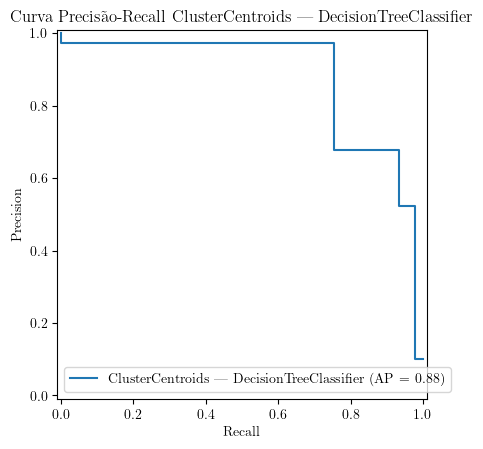 Curva Precisão-Recall ClusterCentroids — DecisionTreeClassifier
1.0
0.8
0.6
0.4
0.2
0.0
Precision
ClusterCentroids — DecisionTreeClassifier (AP = 0.88)
0.0 0.2 0.4 0.6 0.8 1.0
Recall